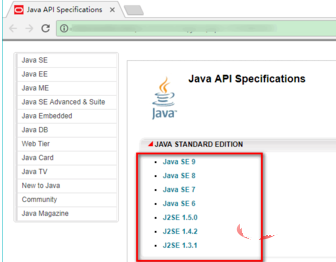 Java API Specifications
Java SE
Java EE
Java ME
Java SE Advanced & Suite
Java Embedded
Java DB
Web Tier
Java Card
Java TV
New to Java
Community
Java Magazine
Java API Specifications
Java
JAVA STANDARD EDITION
Java SE 9
Java SE 8
Java SE 7
Java SE 6
J2SE 1.5.0
J2SE 1.4.2
J2SE 1.3.1